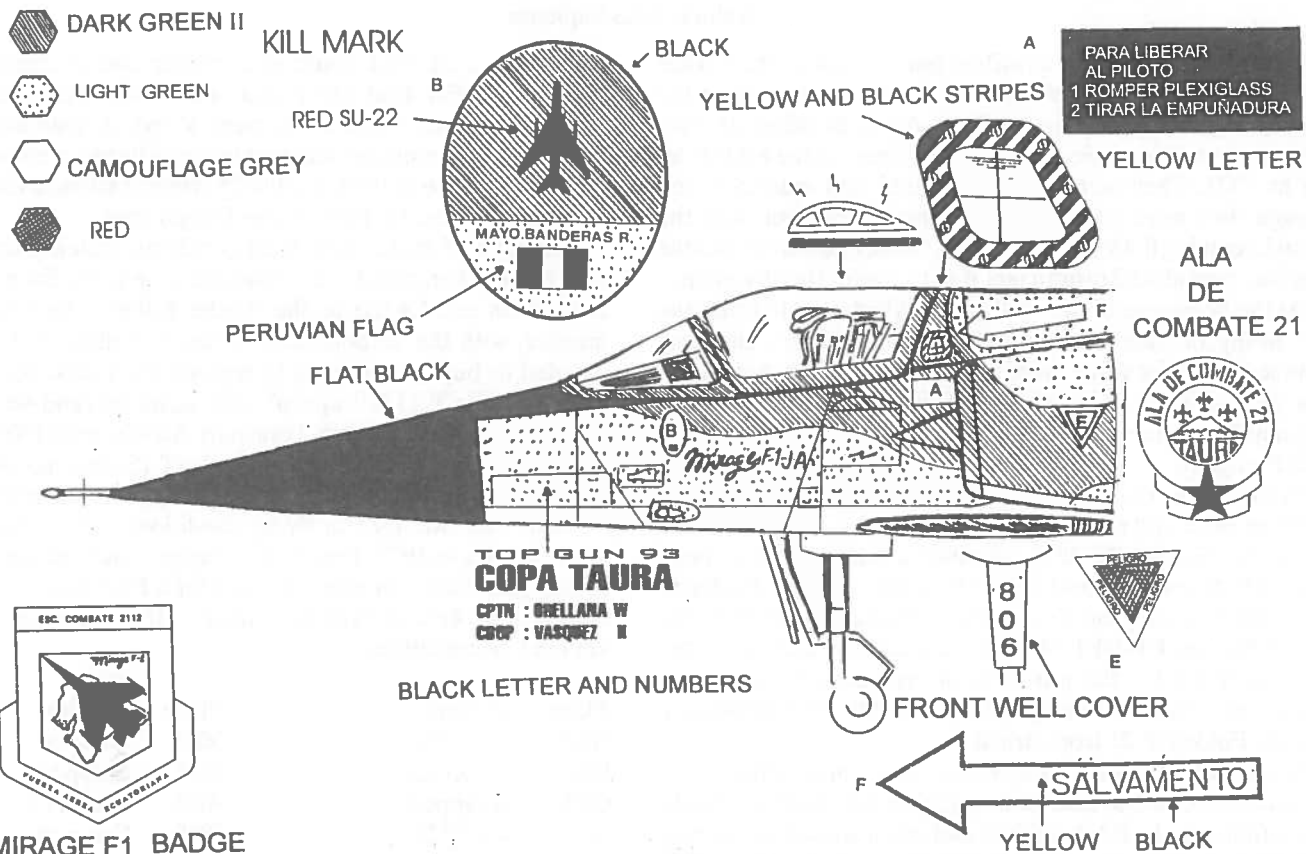 DARK GREEN II
LIGHT GREEN
CAMOUFLAGE GREY
RED
KILL MARK
B
RED SU-22
BLACK
MAYO.BANDERAS R.
PERUVIAN FLAG
FLAT BLACK
YELLOW AND BLACK STRIPES
A
PARA LIBERAR
AL PILOTO
1 ROMPER PLEXIGLASS
2 TIRAR LA EMPUÑADURA
YELLOW LETTER
ALA
DE
COMBATE 21
ALA DE COMBATE 21
TAURA
F
A
E
B
Mirage F1-JA
TOP GUN 93
COPA TAURA
CPTN : ORELLANA W
CSOP : VASQUEZ N
BLACK LETTER AND NUMBERS
806
PELIGRO
PELIGRO
PELIGRO
E
FRONT WELL COVER
F
SALVAMENTO
YELLOW
BLACK
ESC. COMBATE 2112
FUERZA AEREA ECUATORIANA
MIRAGE F1 BADGE